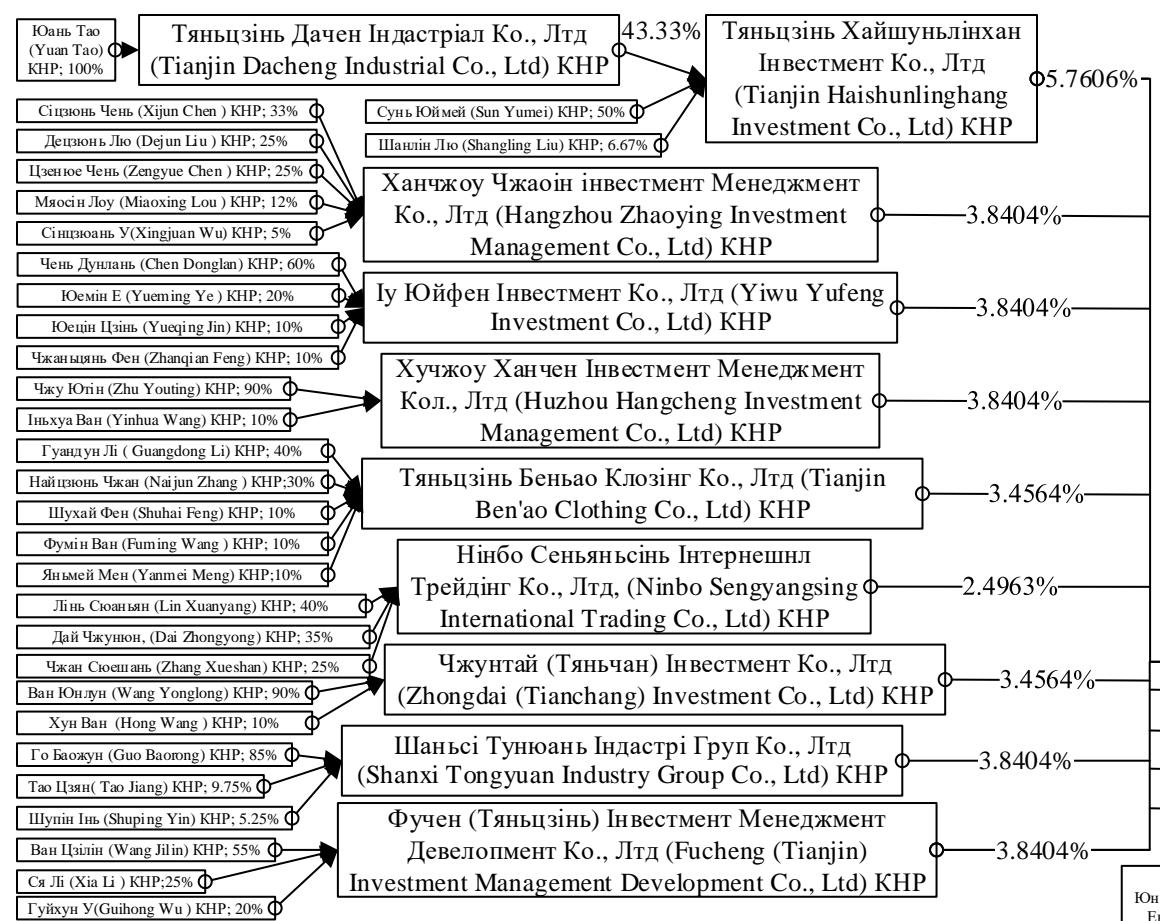 Юань Тао
(Yuan Tao)
КНР; 100%
Тяньцзінь Дачен Індастріал Ко., Лтд
(Tianjin Dacheng Industrial Co., Ltd) КНР
43.33%
Тяньцзінь Хайшуньлінхан
Інвестмент Ко., Лтд
(Tianjin Haishunlinghang
Investment Co., Ltd) КНР
5.7606%
Сунь Юймей (Sun Yumei) КНР; 50%
Шанлін Лю (Shangling Liu) КНР; 6.67%
Сіцзюнь Чень (Xijun Chen) КНР; 33%
Децзюнь Лю (Dejun Liu ) КНР; 25%
Цзенюе Чень (Zengyue Chen ) КНР; 25%
Мяосін Лоу (Miaoxing Lou ) КНР; 12%
Сінцзюань У(Xingjuan Wu) КНР; 5%
Ханчжоу Чжаоін інвестмент Менеджмент
Ко., Лтд (Hangzhou Zhaoying Investment
Management Co., Ltd) КНР
3.8404%
Чень Дунлань (Chen Donglan) КНР; 60%
Юемін Е (Yueming Ye ) КНР; 20%
Юецін Цзінь (Yueqing Jin) КНР; 10%
Чжаньцянь Фен (Zhanqian Feng) КНР; 10%
Іу Юйфен Інвестмент Ко., Лтд (Yiwu Yufeng
Investment Co., Ltd) КНР
3.8404%
Чжу Ютін (Zhu Youting) КНР; 90%
Іньхуа Ван (Yinhua Wang) КНР; 10%
Хучжоу Ханчен Інвестмент Менеджмент
Кол., Лтд (Huzhou Hangcheng Investment
Management Co., Ltd) КНР
3.8404%
Гуандун Лі ( Guangdong Li) КНР; 40%
Найцзюнь Чжан (Naijun Zhang ) КНР;30%
Шухай Фен (Shuhai Feng) КНР; 10%
Фумін Ван (Fuming Wang ) КНР; 10%
Яньмей Мен (Yanmei Meng) КНР;10%
Тяньцзінь Беньао Клозінг Ко., Лтд (Tianjin
Ben'ao Clothing Co., Ltd) КНР
3.4564%
Лінь Сюаньян (Lin Xuanyang) КНР; 40%
Дай Чжунюн, (Dai Zhongyong) КНР; 35%
Чжан Сюешань (Zhang Xueshan) КНР; 25%
Нінбо Сеньяньсінь Інтернешнл
Трейдінг Ко., Лтд, (Ninbo Sengyangsing
International Trading Co., Ltd) КНР
2.4963%
Ван Юнлун (Wang Yonglong) КНР; 90%
Хун Ван (Hong Wang ) КНР; 10%
Чжунтай (Тяньчан) Інвестмент Ко., Лтд
(Zhongdai (Tianchang) Investment Co., Ltd) КНР
3.4564%
Го Баожун (Guo Baorong) КНР; 85%
Тао Цзян( Tao Jiang) КНР; 9.75%
Шупін Інь (Shuping Yin) КНР; 5.25%
Шаньсі Тунюань Індастрі Груп Ко., Лтд
(Shanxi Tongyuan Industry Group Co., Ltd) КНР
3.8404%
Ван Цзілін (Wang Jilin) КНР; 55%
Ся Лі (Xia Li ) КНР;25%
Гуйхун У(Guihong Wu ) КНР; 20%
Фучен (Тяньцзінь) Інвестмент Менеджмент
Девелопмент Ко., Лтд (Fucheng (Tianjin)
Investment Management Development Co., Ltd) КНР
3.8404%